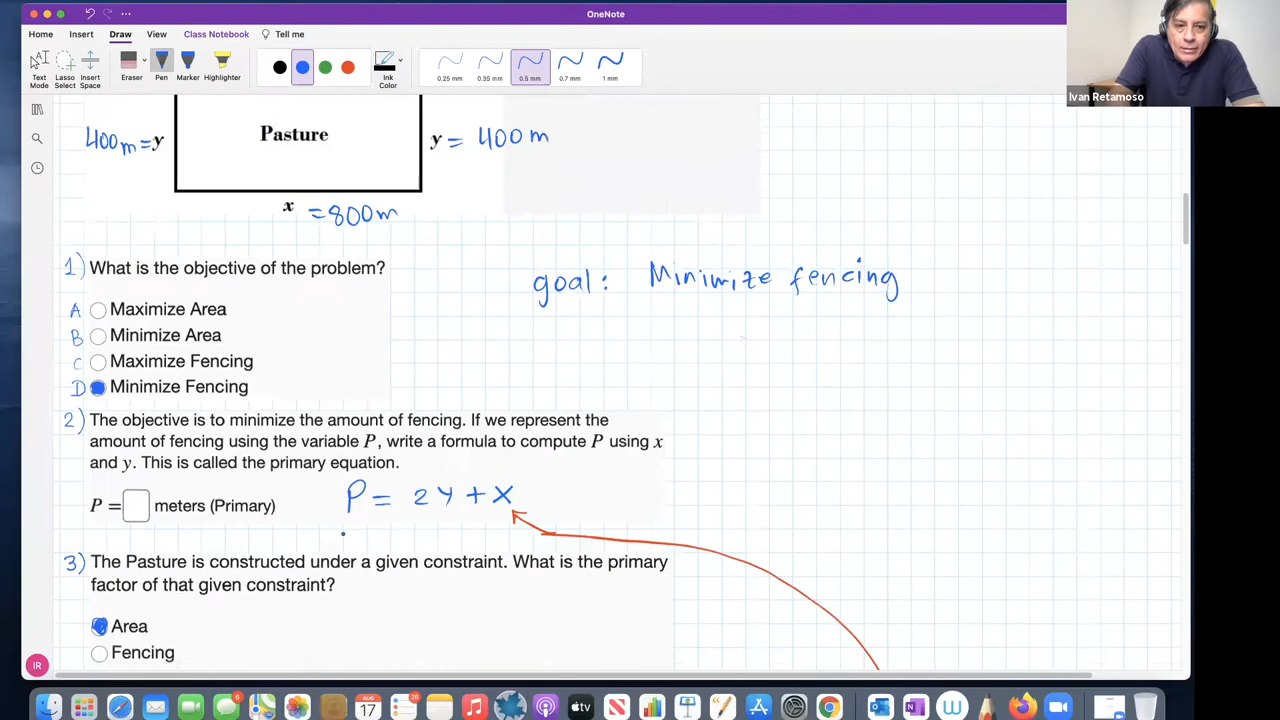 OneNote
Home Insert Draw View Class Notebook Tell me
Text Mode Lasso Select Insert Space Eraser Pen Marker Highlighter Ink Color 0.25 mm 0.35 mm 0.5 mm 0.7 mm 1 mm
Ivan Retamoso
400m = y Pasture y = 400 m
x = 800m
1) What is the objective of the problem?
goal: Minimize fencing
A Maximize Area
B Minimize Area
C Maximize Fencing
D Minimize Fencing
2) The objective is to minimize the amount of fencing. If we represent the
amount of fencing using the variable P, write a formula to compute P using x
and y. This is called the primary equation.
P = meters (Primary) P = 2y + x
3) The Pasture is constructed under a given constraint. What is the primary
factor of that given constraint?
Area
Fencing
IR
AUG
17
tv